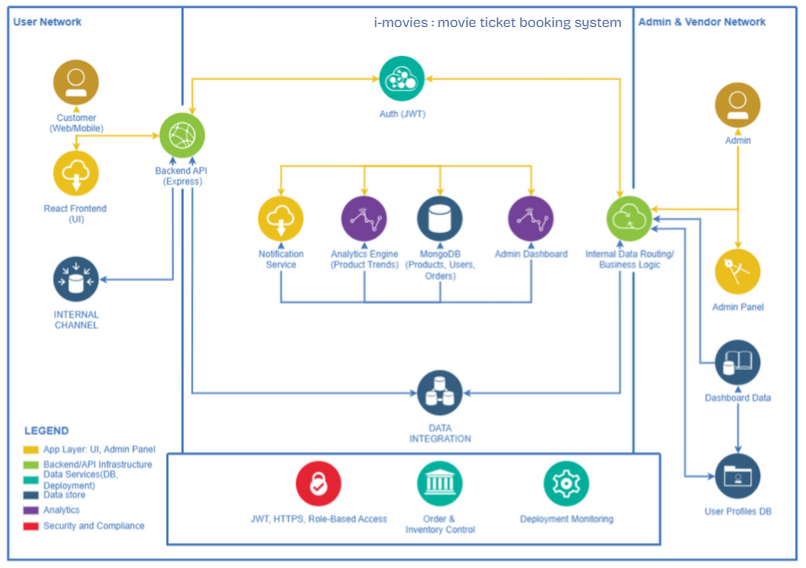 User Network
i-movies : movie ticket booking system
Admin & Vendor Network
Customer
(Web/Mobile)
React Frontend
(UI)
INTERNAL
CHANNEL
Backend API
(Express)
Auth (JWT)
Notification
Service
Analytics Engine
(Product Trends)
MongoDB
(Products, Users,
Orders)
Admin Dashboard
Internal Data Routing/
Business Logic
DATA
INTEGRATION
Admin
Admin Panel
Dashboard Data
User Profiles DB
LEGEND
App Layer: UI, Admin Panel
Backend/API Infrastructure
Data Services(DB,
Deployment)
Data store
Analytics
Security and Compliance
JWT, HTTPS, Role-Based Access
Order &
Inventory Control
Deployment Monitoring